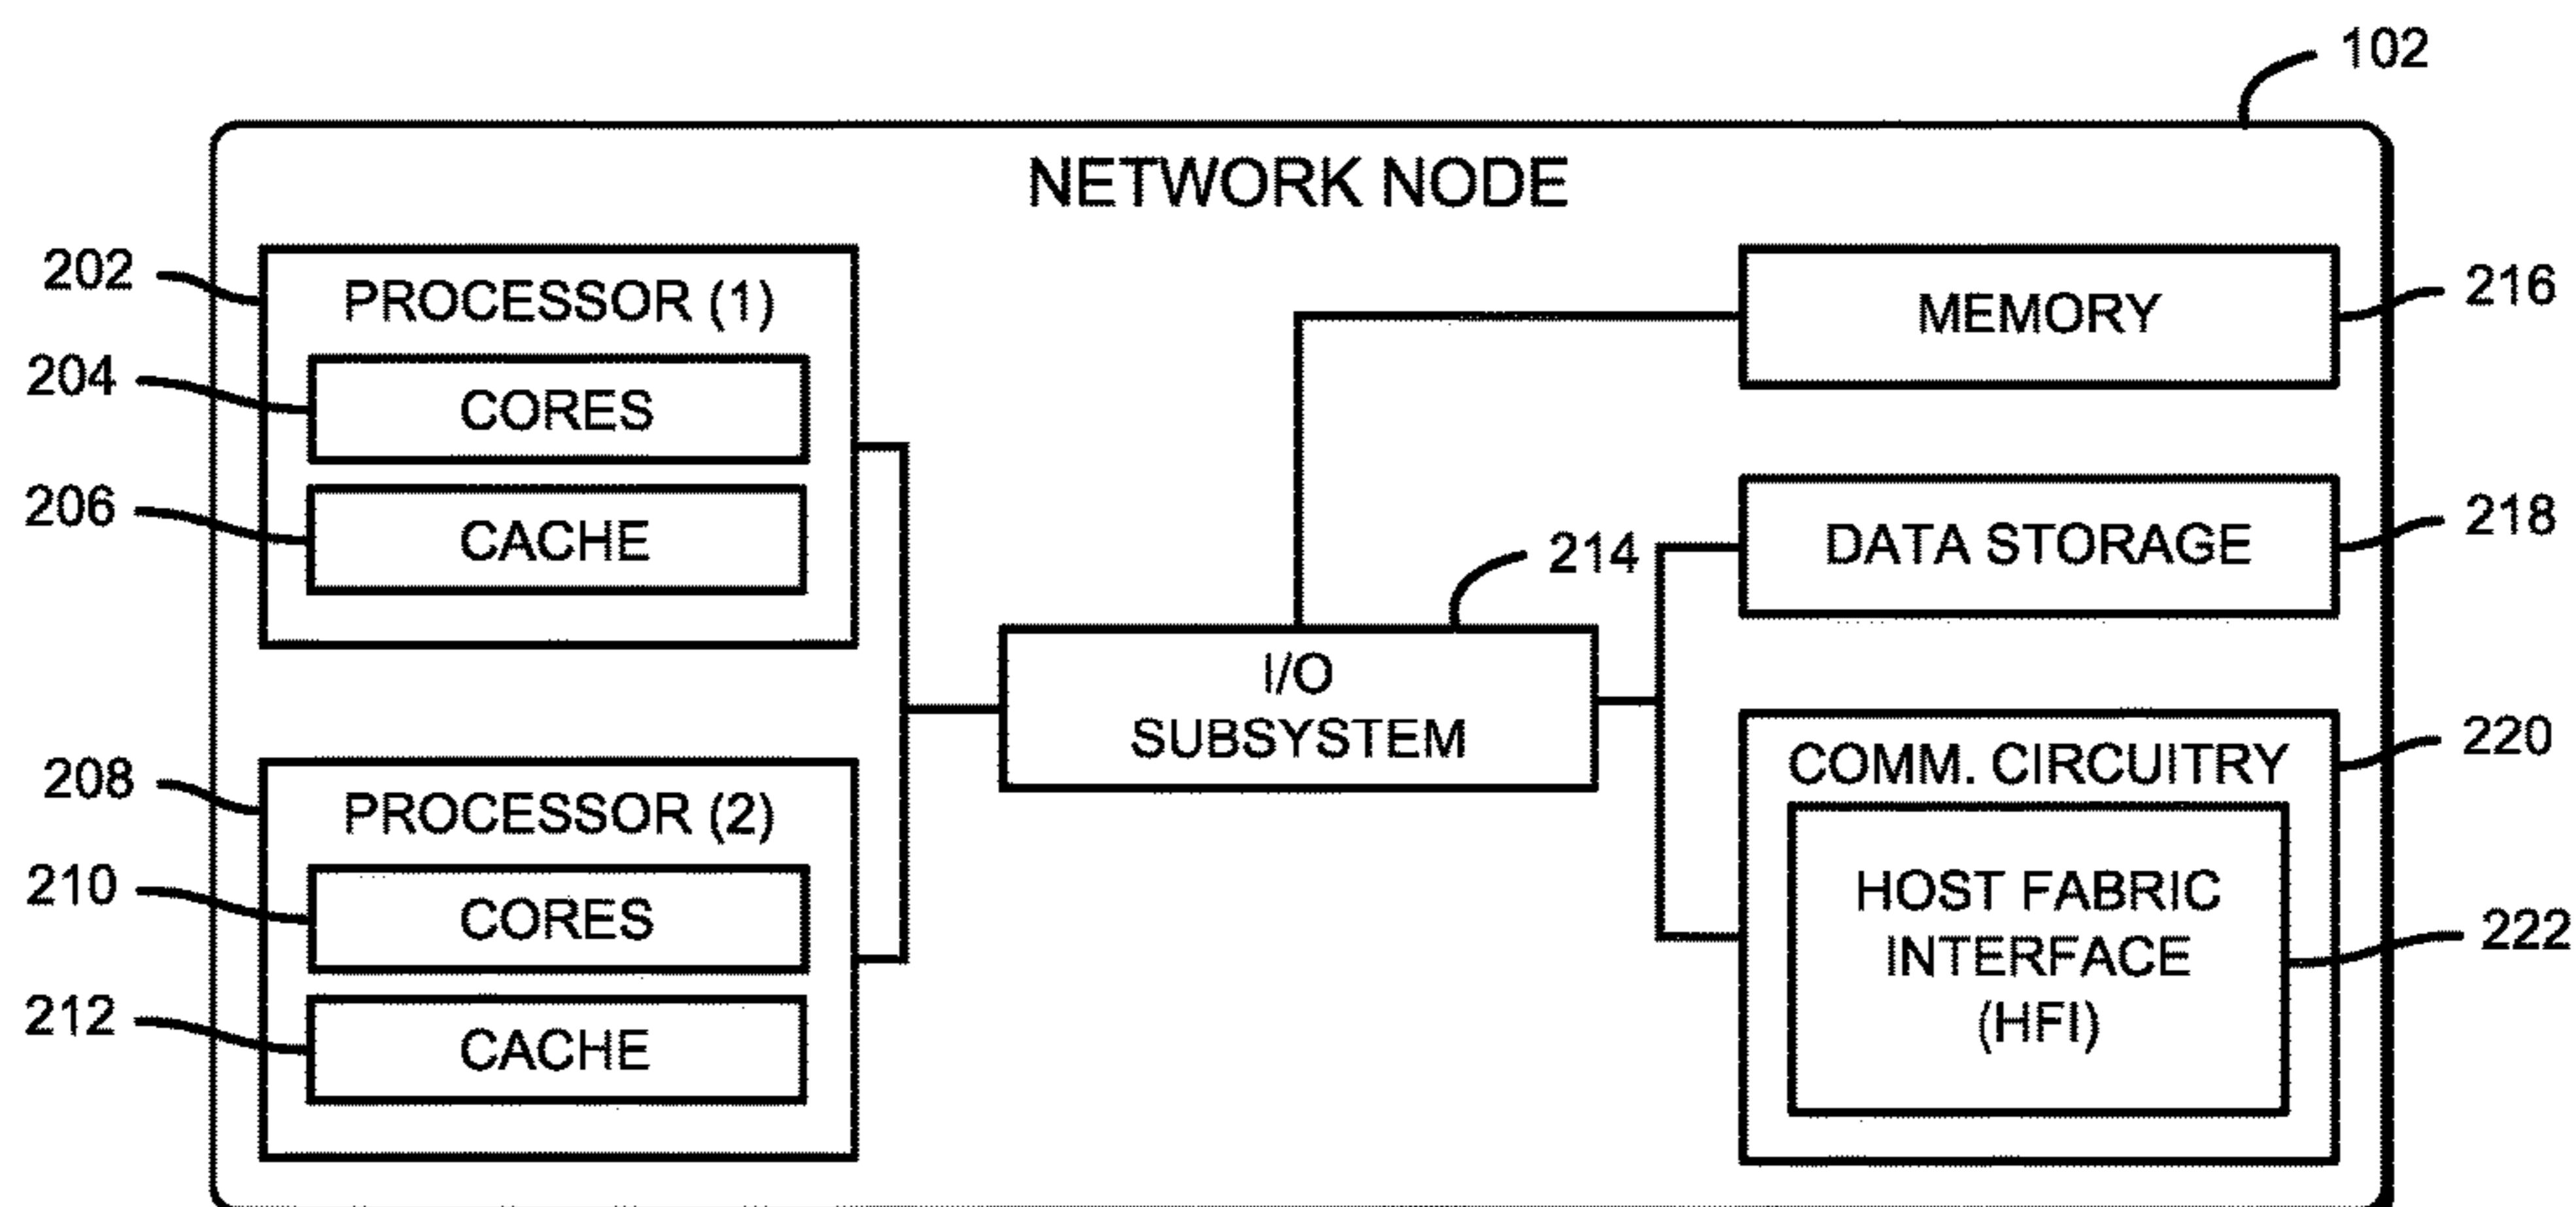 102
NETWORK NODE
202
PROCESSOR (1)
204
CORES
206
CACHE
208
PROCESSOR (2)
210
CORES
212
CACHE
214
I/O
SUBSYSTEM
MEMORY
216
DATA STORAGE
218
COMM. CIRCUITRY
220
HOST FABRIC
INTERFACE
(HFI)
222